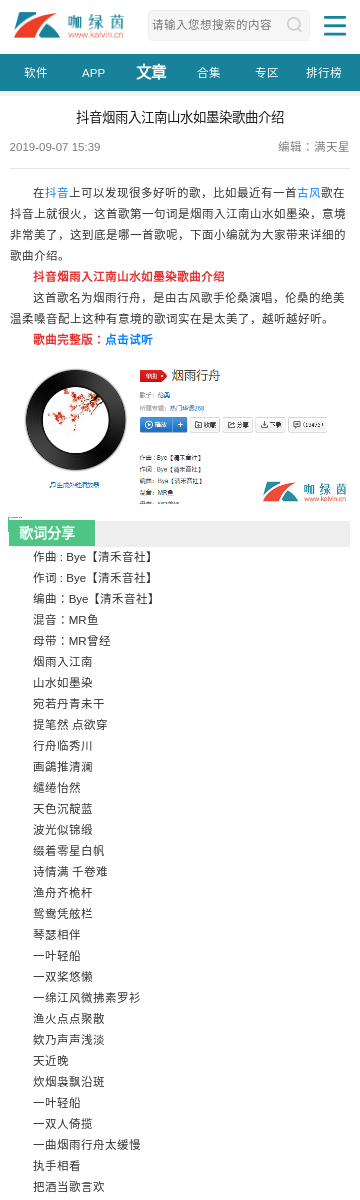 咖绿茵
www.kalvin.cn
请输入您想搜索的内容
软件 APP 文章 合集 专区 排行榜
抖音烟雨入江南山水如墨染歌曲介绍
2019-09-07 15:39 编辑：满天星
在抖音上可以发现很多好听的歌，比如最近有一首古风歌在
抖音上就很火，这首歌第一句词是烟雨入江南山水如墨染，意境
非常美了，这到底是哪一首歌呢，下面小编就为大家带来详细的
歌曲介绍。
抖音烟雨入江南山水如墨染歌曲介绍
这首歌名为烟雨行舟，是由古风歌手伦桑演唱，伦桑的绝美
温柔嗓音配上这种有意境的歌词实在是太美了，越听越好听。
歌曲完整版：点击试听
单曲 烟雨行舟
歌手：伦桑
所属专辑：热门华语268
播放 + 收藏 分享 下载
生成外链播放器
作曲 : Bye【清禾音社】
作词 : Bye【清禾音社】
编曲：Bye【清禾音社】
混音：MR鱼
咖绿茵
www.kalvin.cn
歌词分享
作曲 : Bye【清禾音社】
作词 : Bye【清禾音社】
编曲：Bye【清禾音社】
混音：MR鱼
母带：MR曾经
烟雨入江南
山水如墨染
宛若丹青未干
提笔然 点欲穿
行舟临秀川
画鷁推清澜
缱绻怡然
天色沉靛蓝
波光似锦缎
缀着零星白帆
诗情满 千卷难
渔舟齐桅杆
鸳鸯凭舷栏
琴瑟相伴
一叶轻船
一双桨悠懒
一绵江风微拂素罗衫
渔火点点聚散
欸乃声声浅淡
天近晚
炊烟袅飘沿斑
一叶轻船
一双人倚揽
一曲烟雨行舟太缓慢
执手相看
把酒当歌言欢